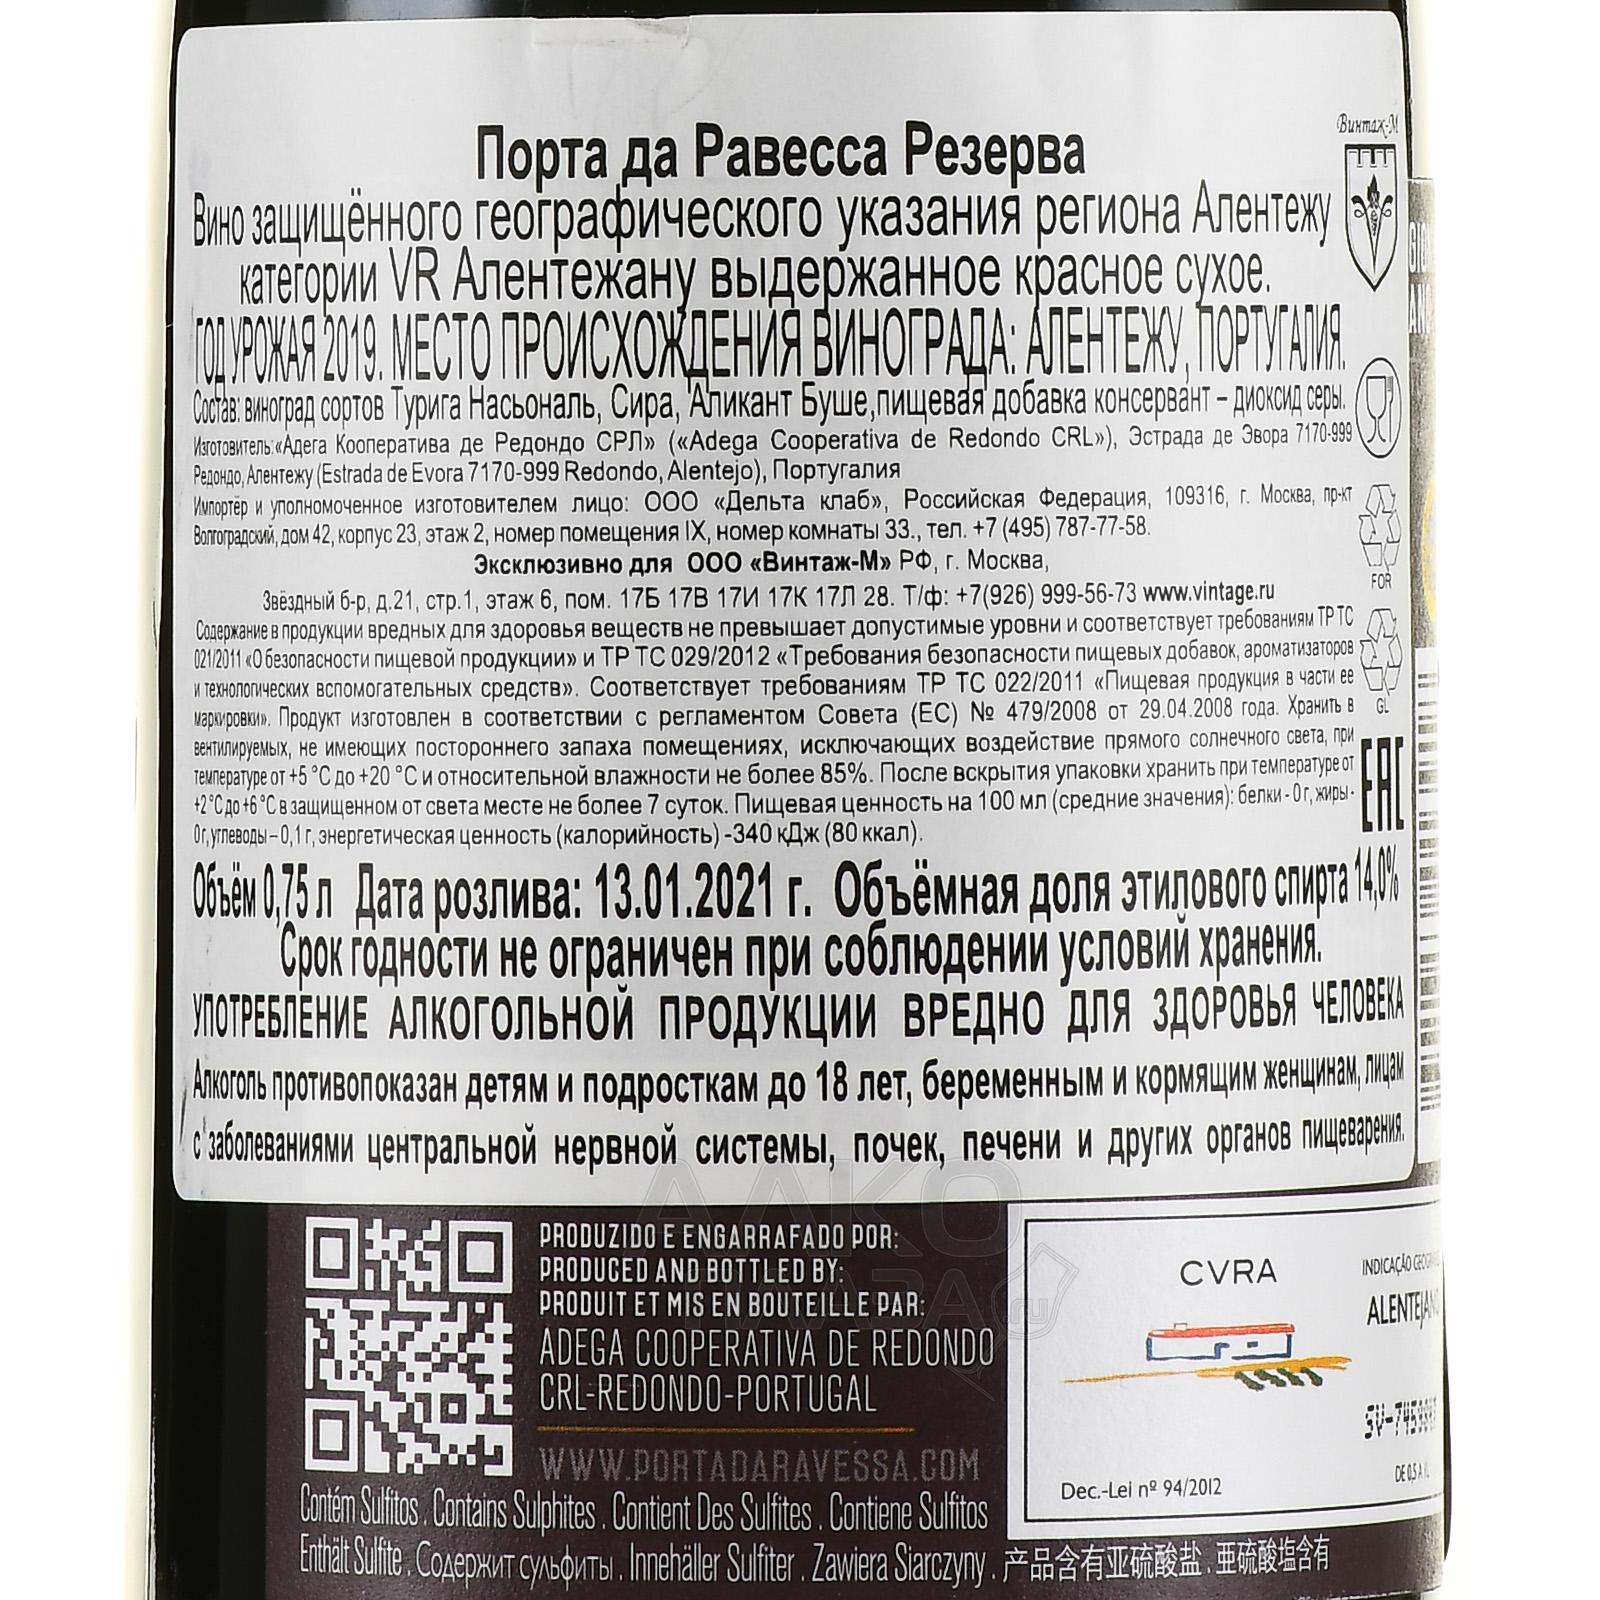 Винтаж-М
Порта да Равесса Резерва
Вино защищённого географического указания региона Алентежу
категории VR Алентежану выдержанное красное сухое.
ГОД УРОЖАЯ 2019. МЕСТО ПРОИСХОЖДЕНИЯ ВИНОГРАДА: АЛЕНТЕЖУ, ПОРТУГАЛИЯ.
Состав: виноград сортов Турига Насьональ, Сира, Аликант Буше,пищевая добавка консервант – диоксид серы.
Изготовитель:«Адега Кооператива де Редондо СРЛ» («Adega Cooperativa de Redondo CRL»), Эстрада де Эвора 7170-999
Редондо, Алентежу (Estrada de Evora 7170-999 Redondo, Alentejo), Португалия
Импортёр и уполномоченное изготовителем лицо: ООО «Дельта клаб», Российская Федерация, 109316, г. Москва, пр-кт
Волгоградский, дом 42, корпус 23, этаж 2, номер помещения IX, номер комнаты 33., тел. +7 (495) 787-77-58.
Эксклюзивно для ООО «Винтаж-М» РФ, г. Москва,
Звёздный б-р, д.21, стр.1, этаж 6, пом. 17Б 17В 17И 17К 17Л 28. Т/ф: +7(926) 999-56-73 www.vintage.ru
Содержание в продукции вредных для здоровья веществ не превышает допустимые уровни и соответствует требованиям ТР ТС
021/2011 «О безопасности пищевой продукции» и ТР ТС 029/2012 «Требования безопасности пищевых добавок, ароматизаторов
и технологических вспомогательных средств». Соответствует требованиям ТР ТС 022/2011 «Пищевая продукция в части ее
маркировки». Продукт изготовлен в соответствии с регламентом Совета (ЕС) № 479/2008 от 29.04.2008 года. Хранить в
вентилируемых, не имеющих постороннего запаха помещениях, исключающих воздействие прямого солнечного света, при
температуре от +5 °С до +20 °С и относительной влажности не более 85%. После вскрытия упаковки хранить при температуре от
+2 °С до +6 °С в защищенном от света месте не более 7 суток. Пищевая ценность на 100 мл (средние значения): белки - 0 г, жиры -
0 г, углеводы – 0,1 г, энергетическая ценность (калорийность) -340 кДж (80 ккал).
FOR
GL
EAC
Объём 0,75 л Дата розлива: 13.01.2021 г. Объёмная доля этилового спирта 14,0%
Срок годности не ограничен при соблюдении условий хранения.
УПОТРЕБЛЕНИЕ АЛКОГОЛЬНОЙ ПРОДУКЦИИ ВРЕДНО ДЛЯ ЗДОРОВЬЯ ЧЕЛОВЕКА
Алкоголь противопоказан детям и подросткам до 18 лет, беременным и кормящим женщинам, лицам
с заболеваниями центральной нервной системы, почек, печени и других органов пищеварения.
PRODUZIDO E ENGARRAFADO POR:
PRODUCED AND BOTTLED BY:
PRODUIT ET MIS EN BOUTEILLE PAR:
ADEGA COOPERATIVA DE REDONDO
CRL-REDONDO-PORTUGAL
WWW.PORTADARAVESSA.COM
Contém Sulfitos . Contains Sulphites . Contient Des Sulfites . Contiene Sulfitos
Enthält Sulfite . Содержит сульфиты . Innehåller Sulfiter . Zawiera Siarczyny . 产品含有亚硫酸盐 . 亜硫酸塩含有
CVRA
INDICAÇÃO
Dec.-Lei nº 94/2012